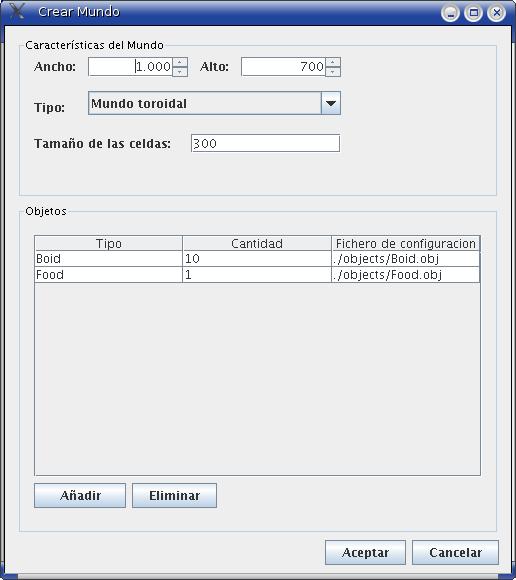 Crear Mundo
Características del Mundo
Ancho: 1.000 Alto: 700
Tipo: Mundo toroidal
Tamaño de las celdas: 300
Objetos
Tipo Cantidad Fichero de configuracion
Boid 10 ./objects/Boid.obj
Food 1 ./objects/Food.obj
Añadir Eliminar
Aceptar Cancelar